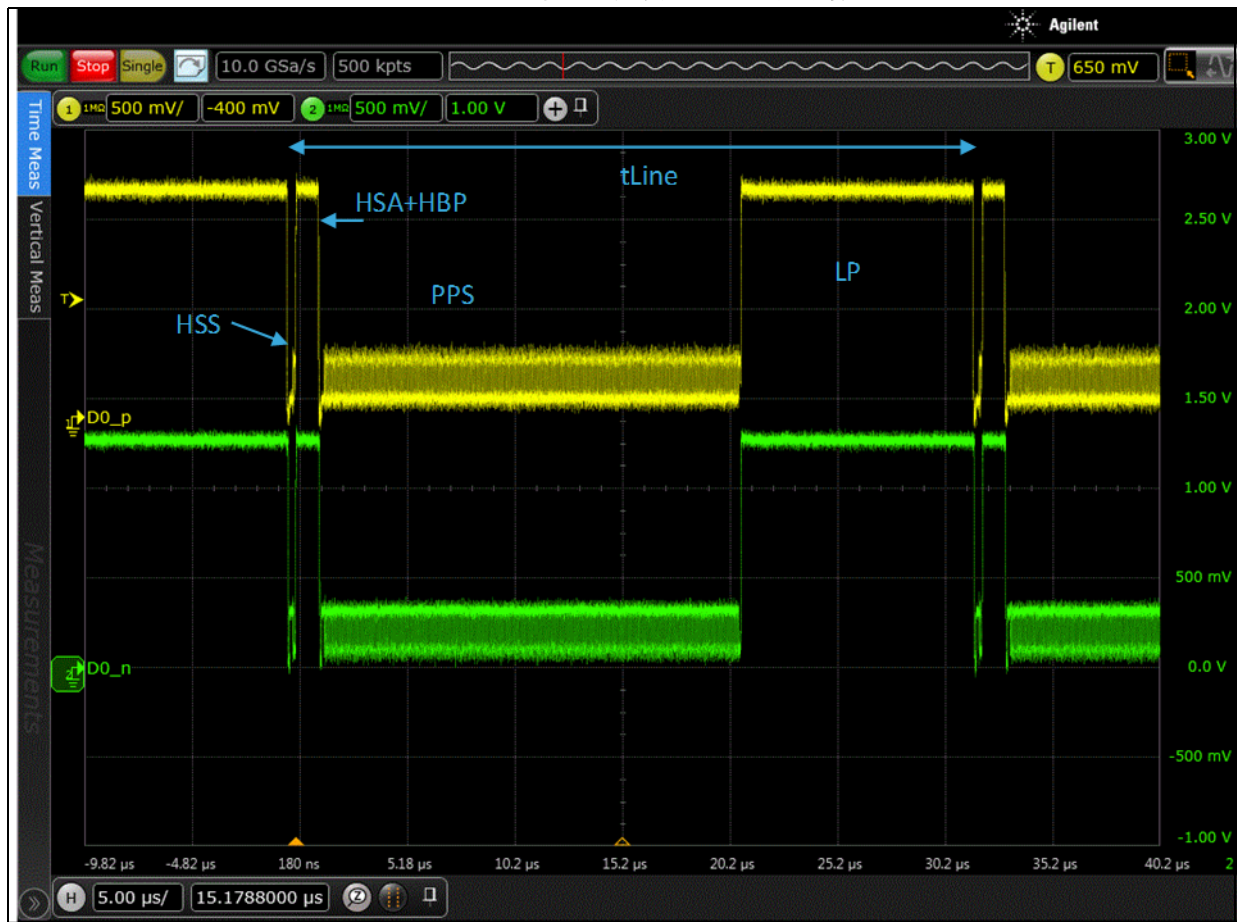 Agilent
Run Stop Single 10.0 GSa/s 500 kpts T 650 mV
1 1MΩ 500 mV/ -400 mV 2 1MΩ 500 mV/ 1.00 V
Time Meas
Vertical Meas
Measurements
3.00 V
tLine
HSA+HBP
2.50 V
LP
PPS
T
2.00 V
HSS
1.50 V
1 D0_p
1.00 V
500 mV
2 D0_n
0.0 V
-500 mV
-1.00 V
-9.82 µs -4.82 µs 180 ns 5.18 µs 10.2 µs 15.2 µs 20.2 µs 25.2 µs 30.2 µs 35.2 µs 40.2 µs 2
H 5.00 µs/ 15.1788000 µs Z